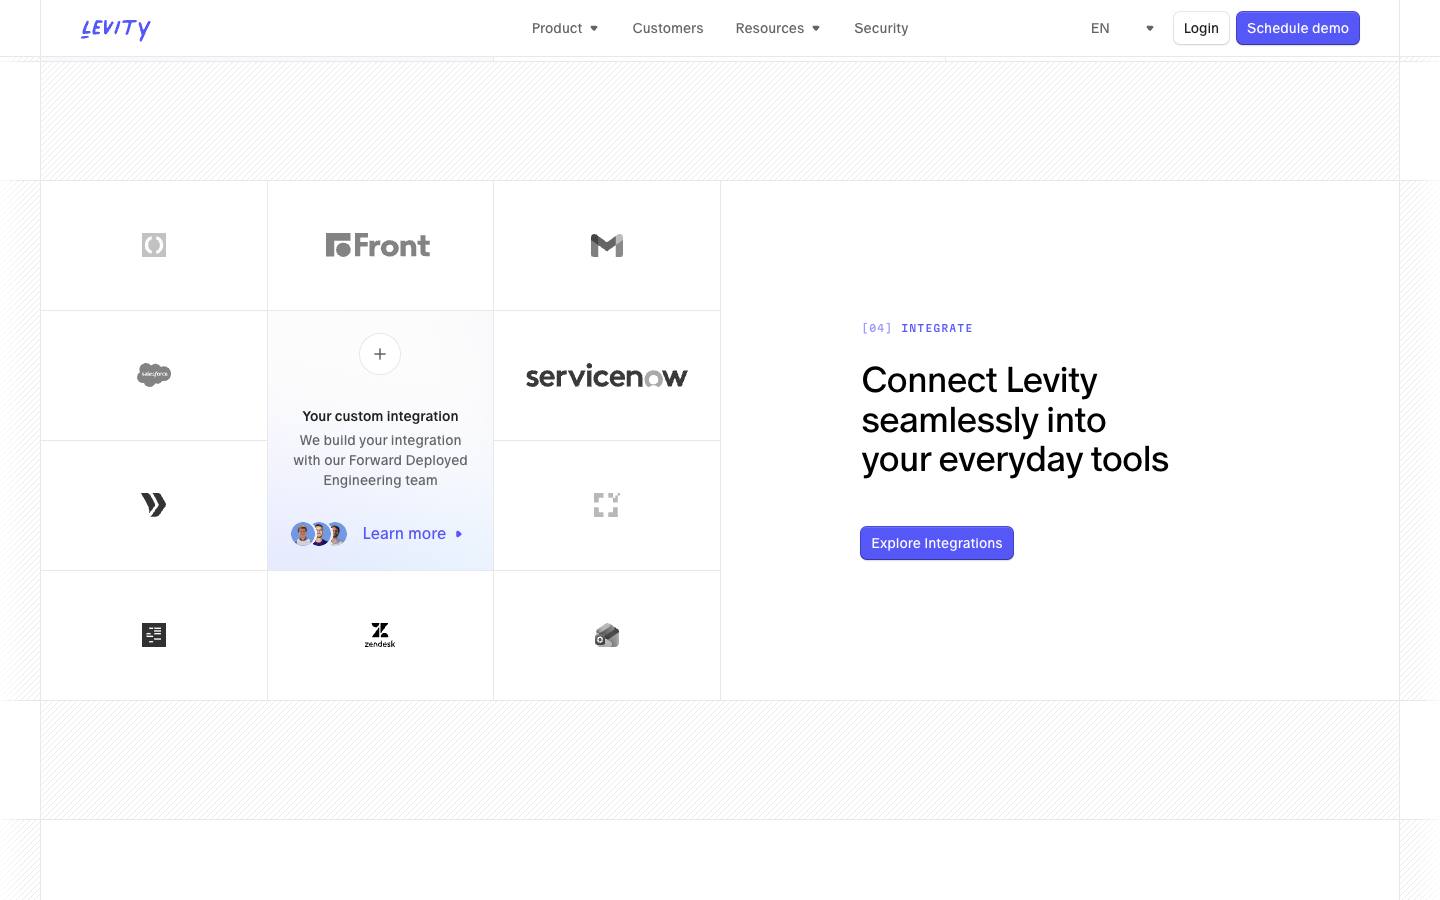 LEVITY
Product
Customers
Resources
Security
EN
Login
Schedule demo
Front
salesforce
Your custom integration
We build your integration
with our Forward Deployed
Engineering team
Learn more
servicenow
zendesk
[04] INTEGRATE
Connect Levity
seamlessly into
your everyday tools
Explore Integrations